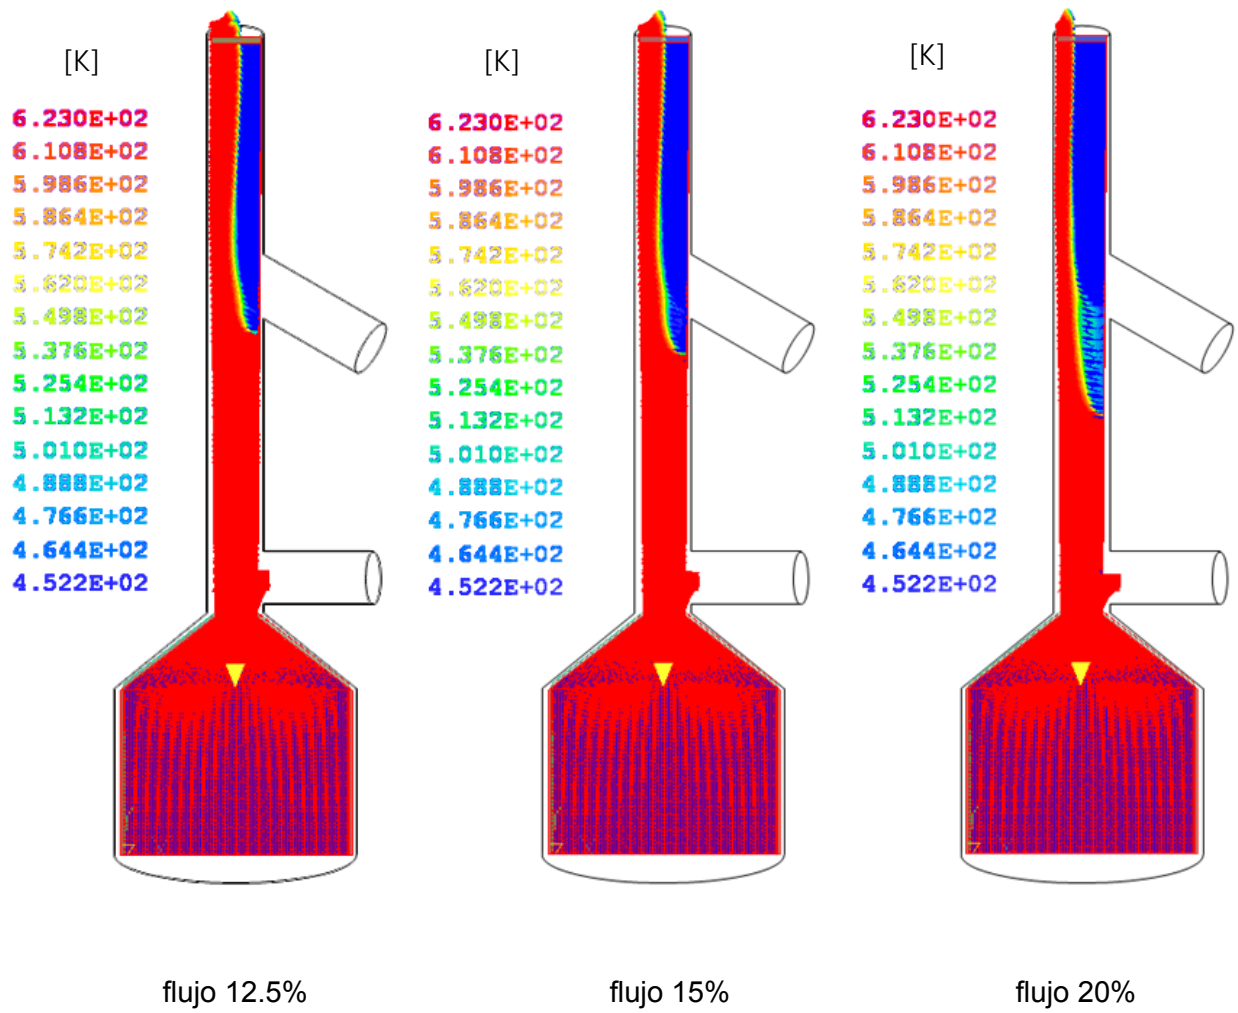 [K]
6.230E+02
6.108E+02
5.986E+02
5.864E+02
5.742E+02
5.620E+02
5.498E+02
5.376E+02
5.254E+02
5.132E+02
5.010E+02
4.888E+02
4.766E+02
4.644E+02
4.522E+02
flujo 12.5%
[K]
6.230E+02
6.108E+02
5.986E+02
5.864E+02
5.742E+02
5.620E+02
5.498E+02
5.376E+02
5.254E+02
5.132E+02
5.010E+02
4.888E+02
4.766E+02
4.644E+02
4.522E+02
flujo 15%
[K]
6.230E+02
6.108E+02
5.986E+02
5.864E+02
5.742E+02
5.620E+02
5.498E+02
5.376E+02
5.254E+02
5.132E+02
5.010E+02
4.888E+02
4.766E+02
4.644E+02
4.522E+02
flujo 20%